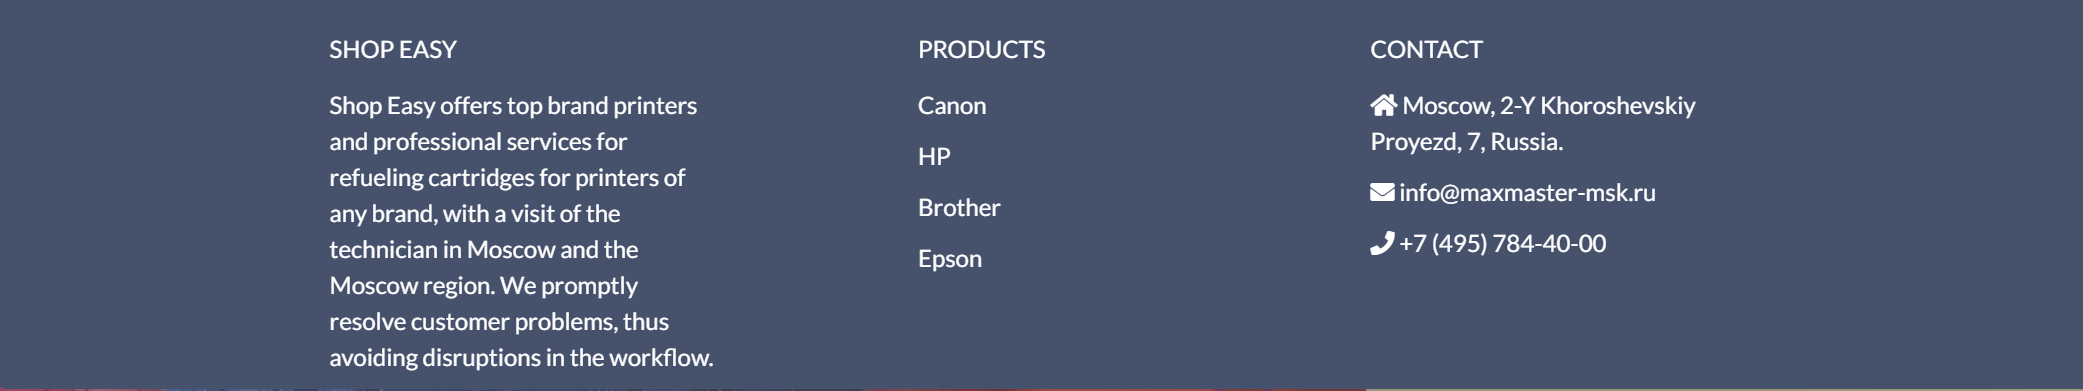 SHOP EASY
Shop Easy offers top brand printers
and professional services for
refueling cartridges for printers of
any brand, with a visit of the
technician in Moscow and the
Moscow region. We promptly
resolve customer problems, thus
avoiding disruptions in the workflow.
PRODUCTS
Canon
HP
Brother
Epson
CONTACT
Moscow, 2-Y Khoroshevskiy
Proyezd, 7, Russia.
info@maxmaster-msk.ru
+7 (495) 784-40-00